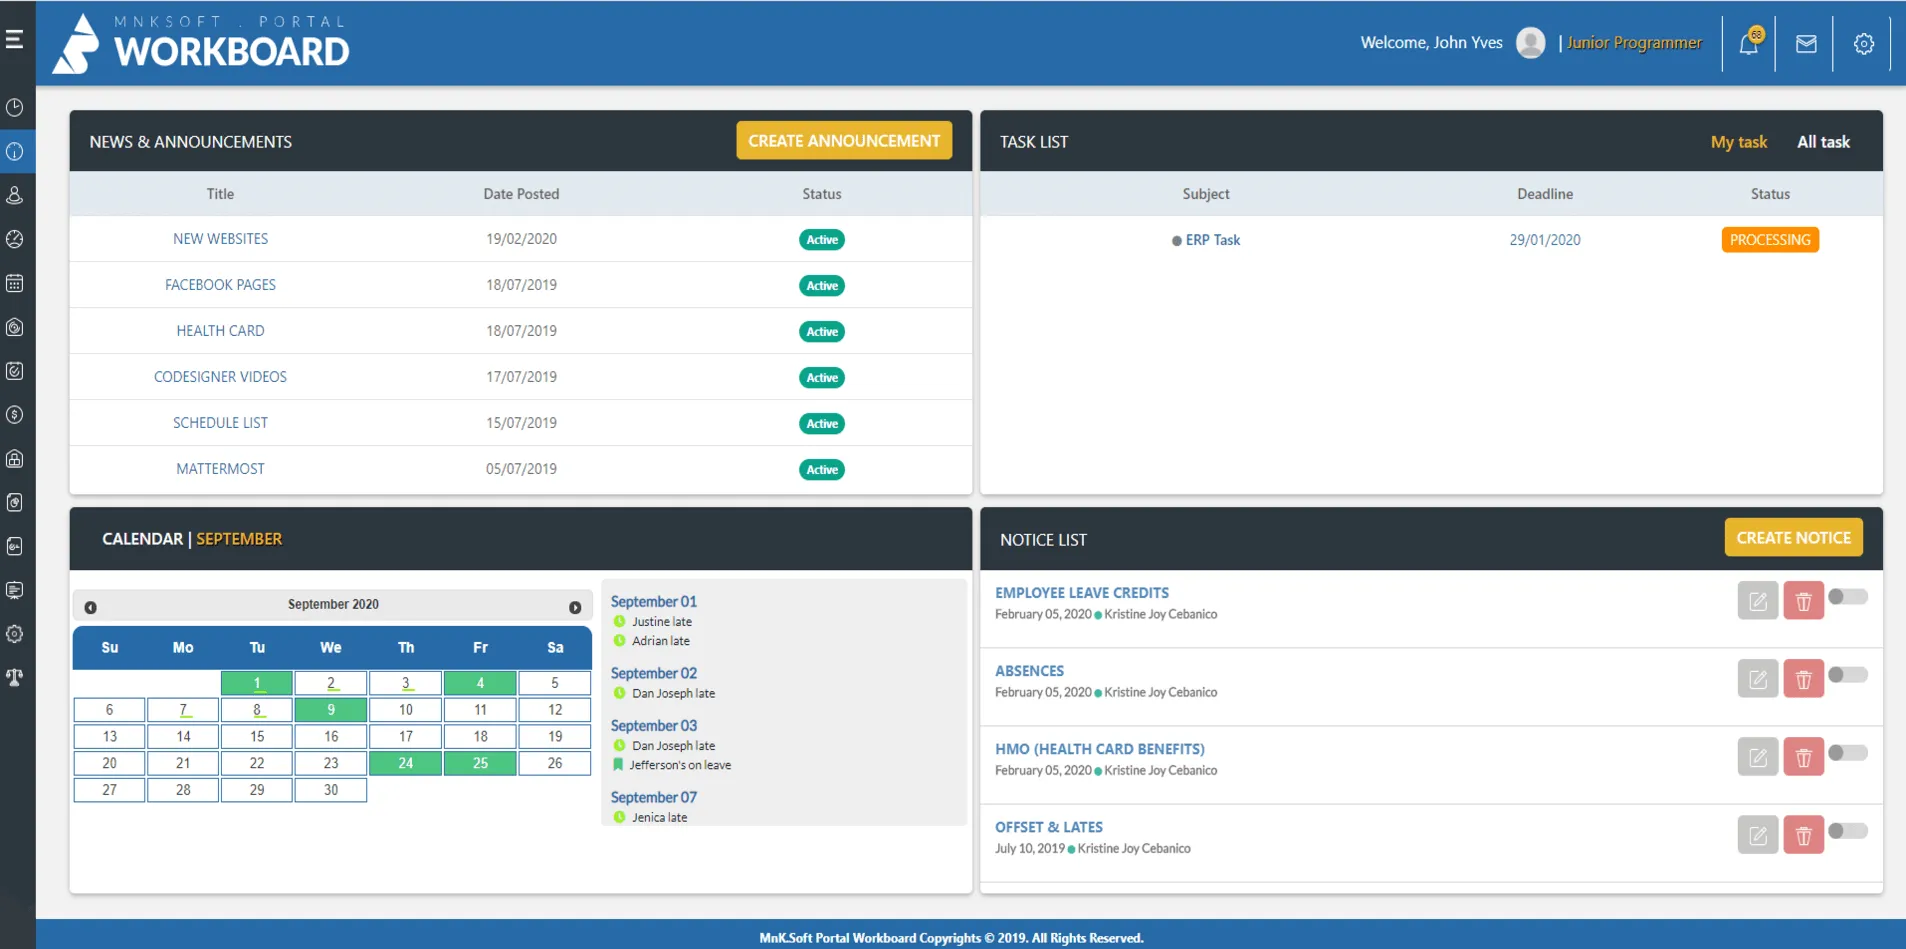 MNKSOFT . PORTAL
WORKBOARD
Welcome, John Yves | Junior Programmer
68
NEWS & ANNOUNCEMENTS
CREATE ANNOUNCEMENT
Title Date Posted Status
NEW WEBSITES 19/02/2020 Active
FACEBOOK PAGES 18/07/2019 Active
HEALTH CARD 18/07/2019 Active
CODESIGNER VIDEOS 17/07/2019 Active
SCHEDULE LIST 15/07/2019 Active
MATTERMOST 05/07/2019 Active
TASK LIST
My task All task
Subject Deadline Status
ERP Task 29/01/2020 PROCESSING
CALENDAR | SEPTEMBER
September 2020
Su Mo Tu We Th Fr Sa
1 2 3 4 5
6 7 8 9 10 11 12
13 14 15 16 17 18 19
20 21 22 23 24 25 26
27 28 29 30
September 01
Justine late
Adrian late
September 02
Dan Joseph late
September 03
Dan Joseph late
Jefferson's on leave
September 07
Jenica late
NOTICE LIST
CREATE NOTICE
EMPLOYEE LEAVE CREDITS
February 05, 2020 Kristine Joy Cebanico
ABSENCES
February 05, 2020 Kristine Joy Cebanico
HMO (HEALTH CARD BENEFITS)
February 05, 2020 Kristine Joy Cebanico
OFFSET & LATES
July 10, 2019 Kristine Joy Cebanico
MnK.Soft Portal Workboard Copyrights © 2019. All Rights Reserved.